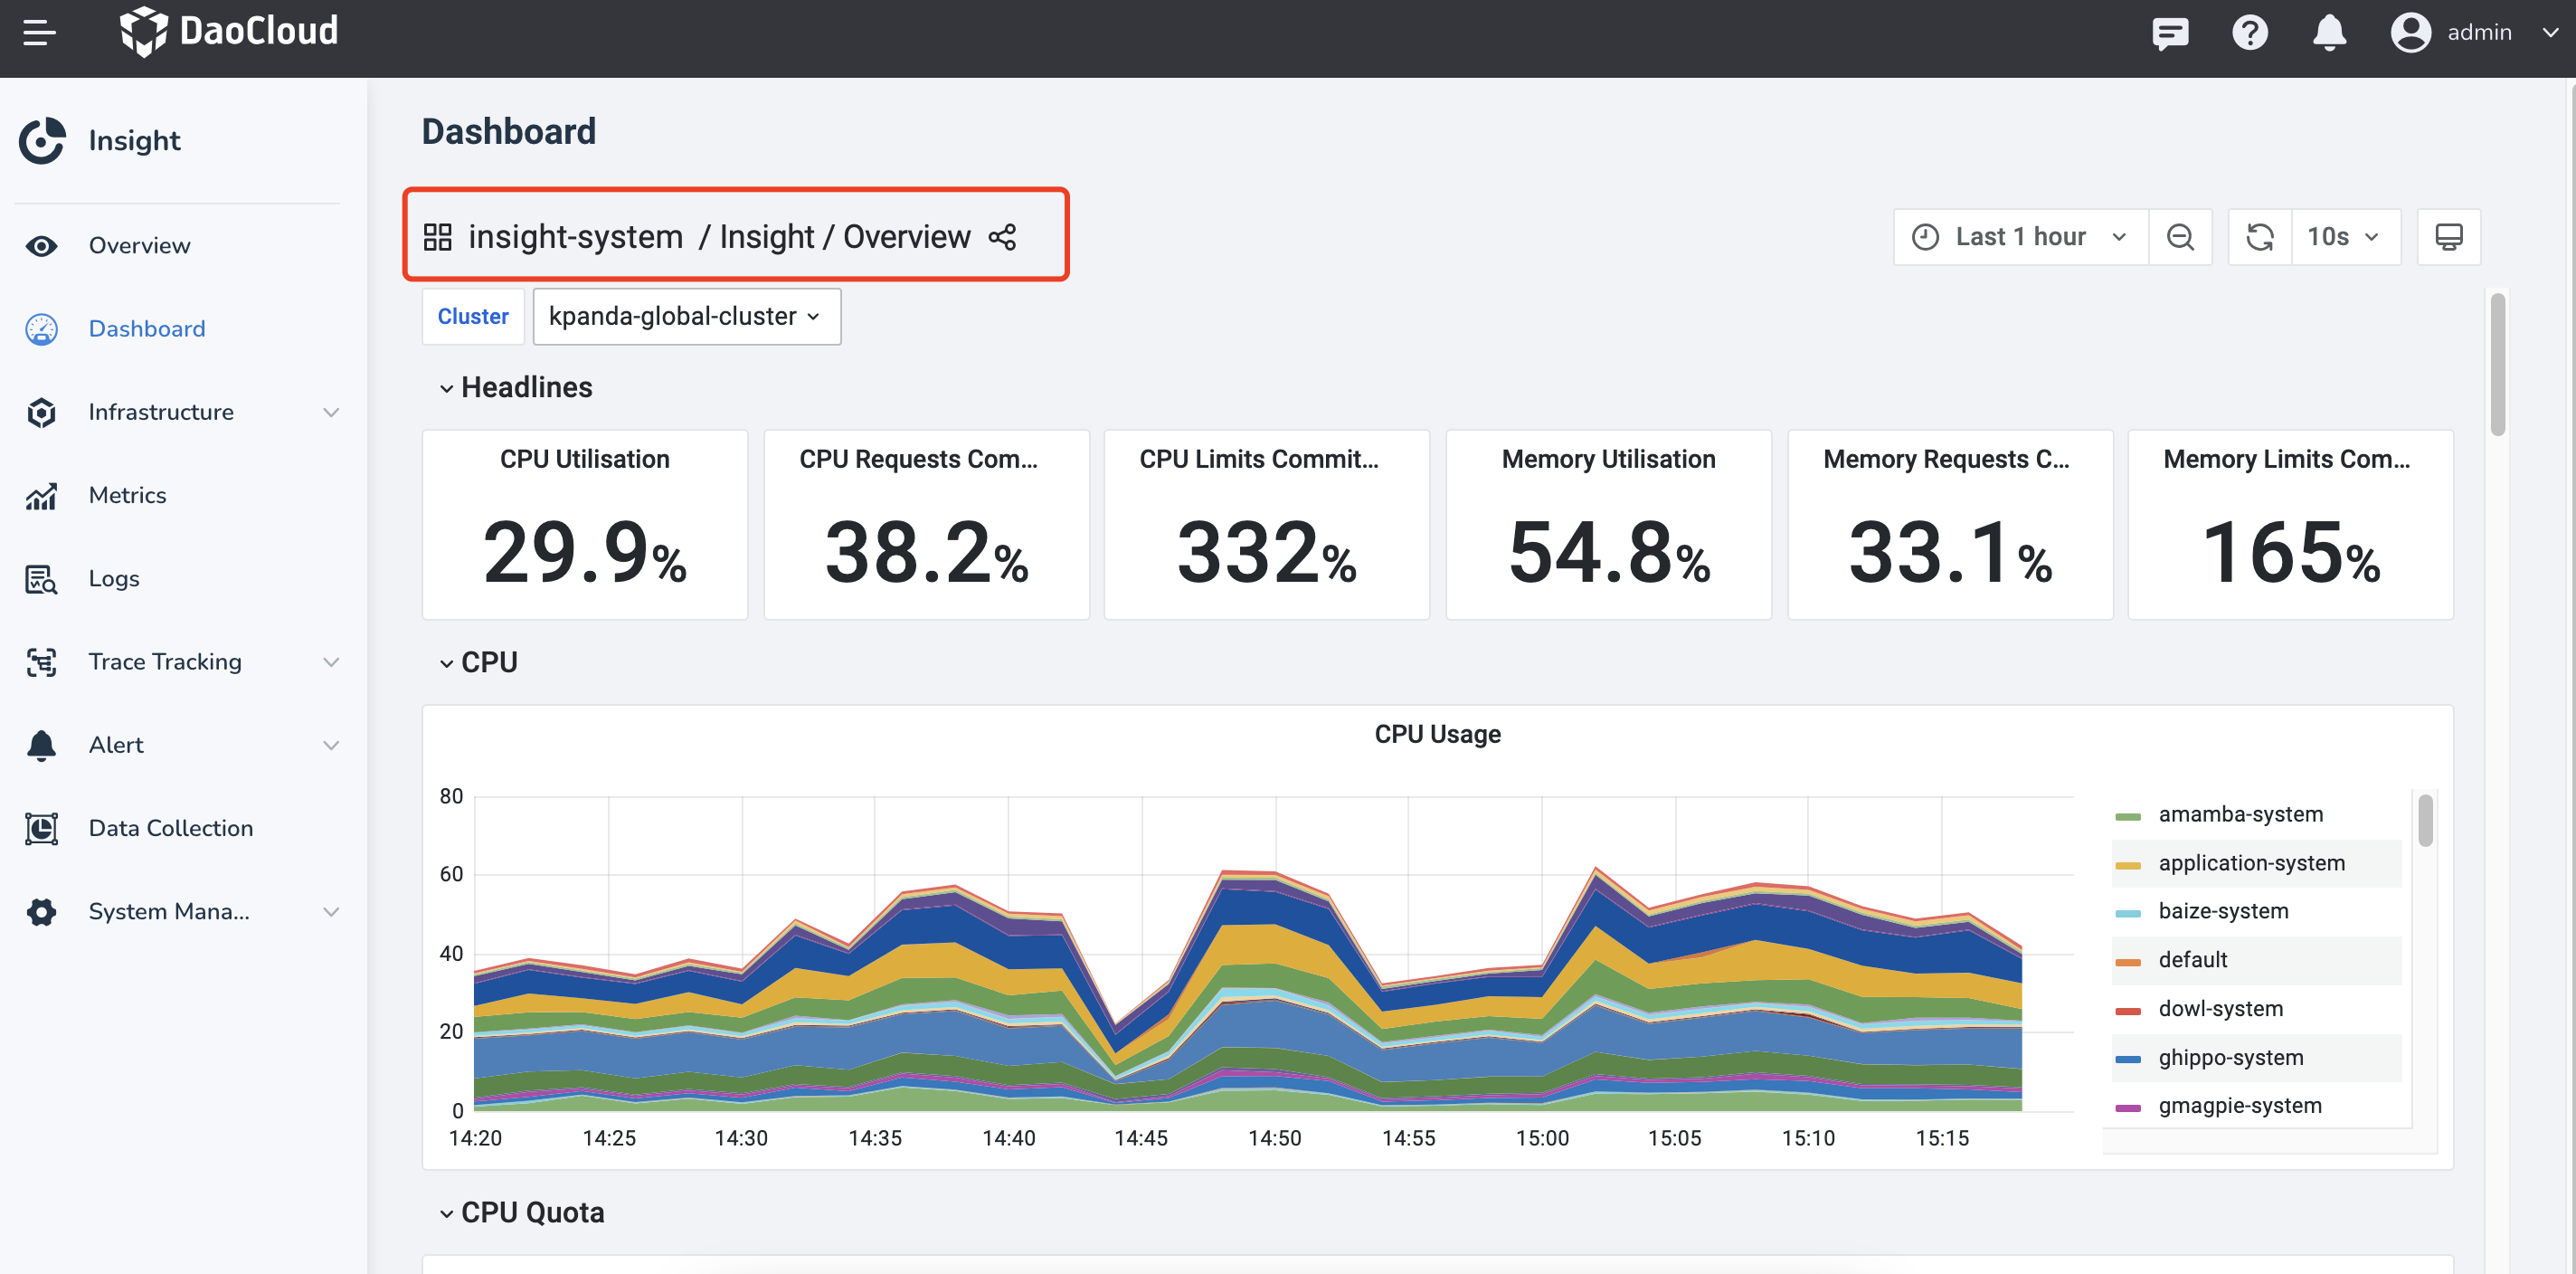 DaoCloud
admin
Insight
Overview
Dashboard
Infrastructure
Metrics
Logs
Trace Tracking
Alert
Data Collection
System Mana...
Dashboard
insight-system / Insight / Overview
Last 1 hour
10s
Cluster
kpanda-global-cluster
Headlines
CPU Utilisation
29.9%
CPU Requests Com...
38.2%
CPU Limits Commit...
332%
Memory Utilisation
54.8%
Memory Requests C...
33.1%
Memory Limits Com...
165%
CPU
CPU Usage
80
60
40
20
0
14:20 14:25 14:30 14:35 14:40 14:45 14:50 14:55 15:00 15:05 15:10 15:15
amamba-system
application-system
baize-system
default
dowl-system
ghippo-system
gmagpie-system
CPU Quota